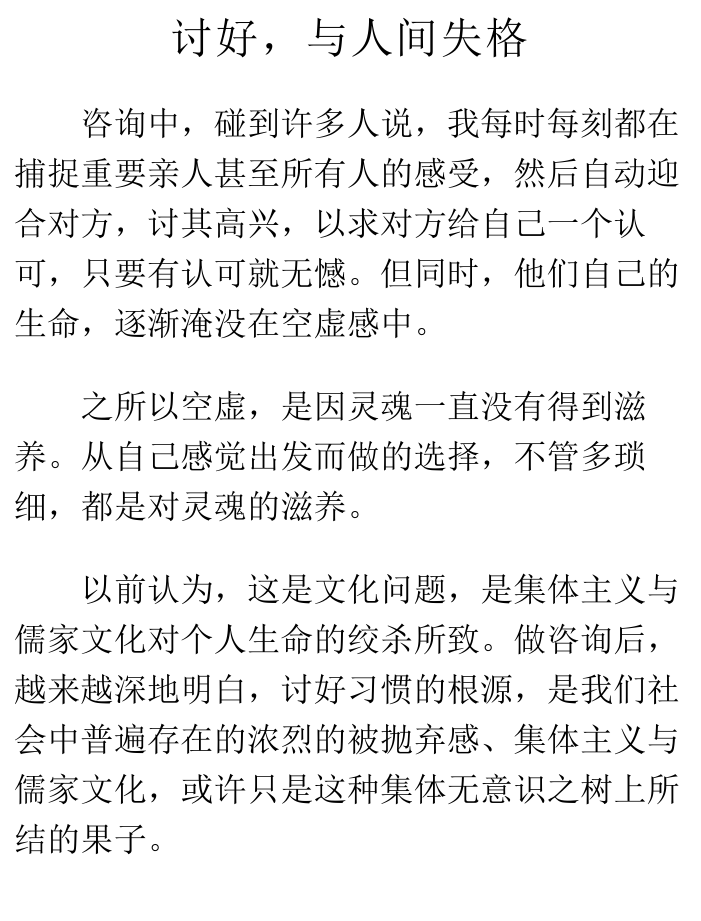 讨好，与人间失格
咨询中，碰到许多人说，我每时每刻都在
捕捉重要亲人甚至所有人的感受，然后自动迎
合对方，讨其高兴，以求对方给自己一个认
可，只要有认可就无憾。但同时，他们自己的
生命，逐渐淹没在空虚感中。
之所以空虚，是因灵魂一直没有得到滋
养。从自己感觉出发而做的选择，不管多琐
细，都是对灵魂的滋养。
以前认为，这是文化问题，是集体主义与
儒家文化对个人生命的绞杀所致。做咨询后，
越来越深地明白，讨好习惯的根源，是我们社
会中普遍存在的浓烈的被抛弃感、集体主义与
儒家文化，或许只是这种集体无意识之树上所
结的果子。